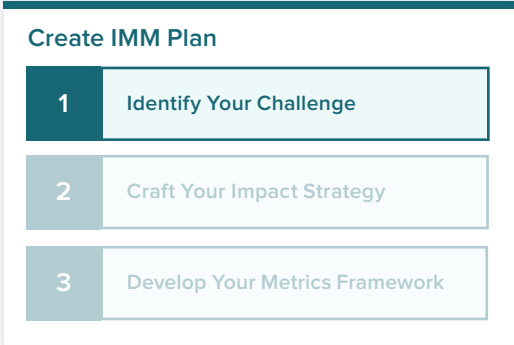 Create IMM Plan
1 Identify Your Challenge
2 Craft Your Impact Strategy
3 Develop Your Metrics Framework